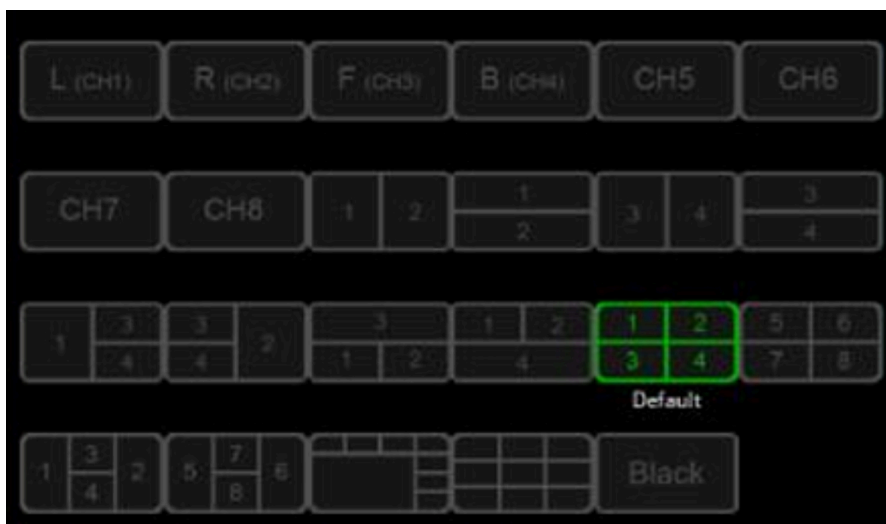 L (CH1) R (CH2) F (CH3) B (CH4) CH5 CH6
CH7 CH8 1 2 1 3 4 3
2 4
1 3 3 2 3 1 2 1 2 5 6
4 4 1 2 4 3 4 7 8
Default
1 3 2 5 7 6 Black
4 8